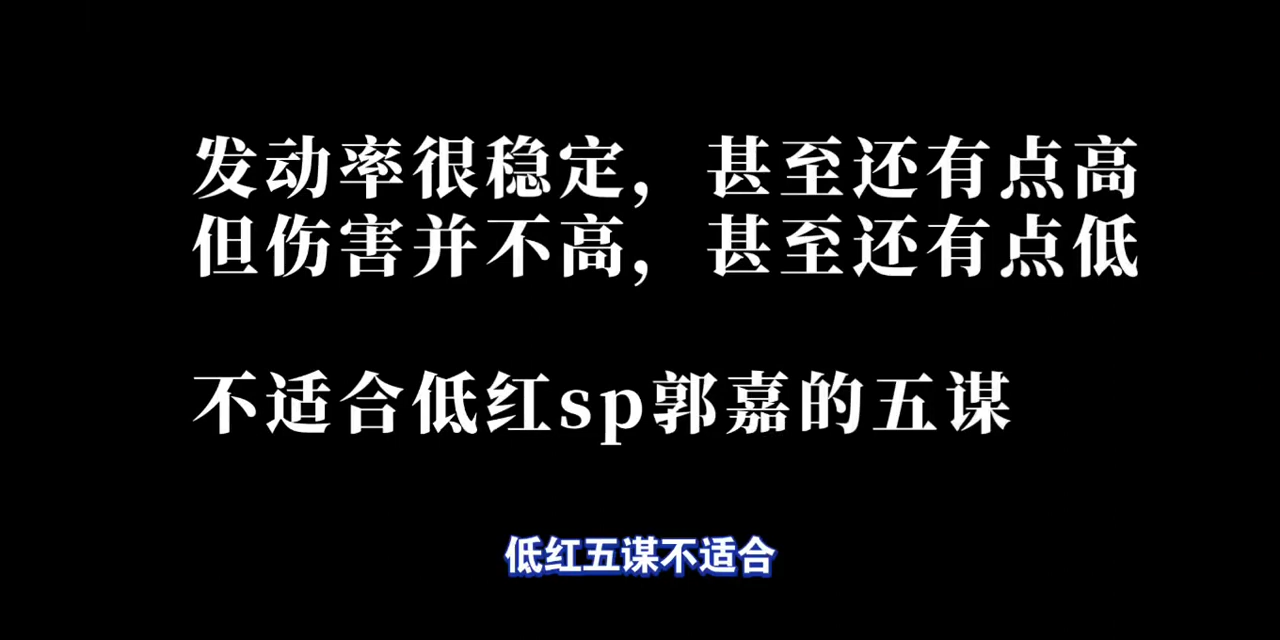 发动率很稳定，甚至还有点高
但伤害并不高，甚至还有点低
不适合低红sp郭嘉的五谋
低红五谋不适合